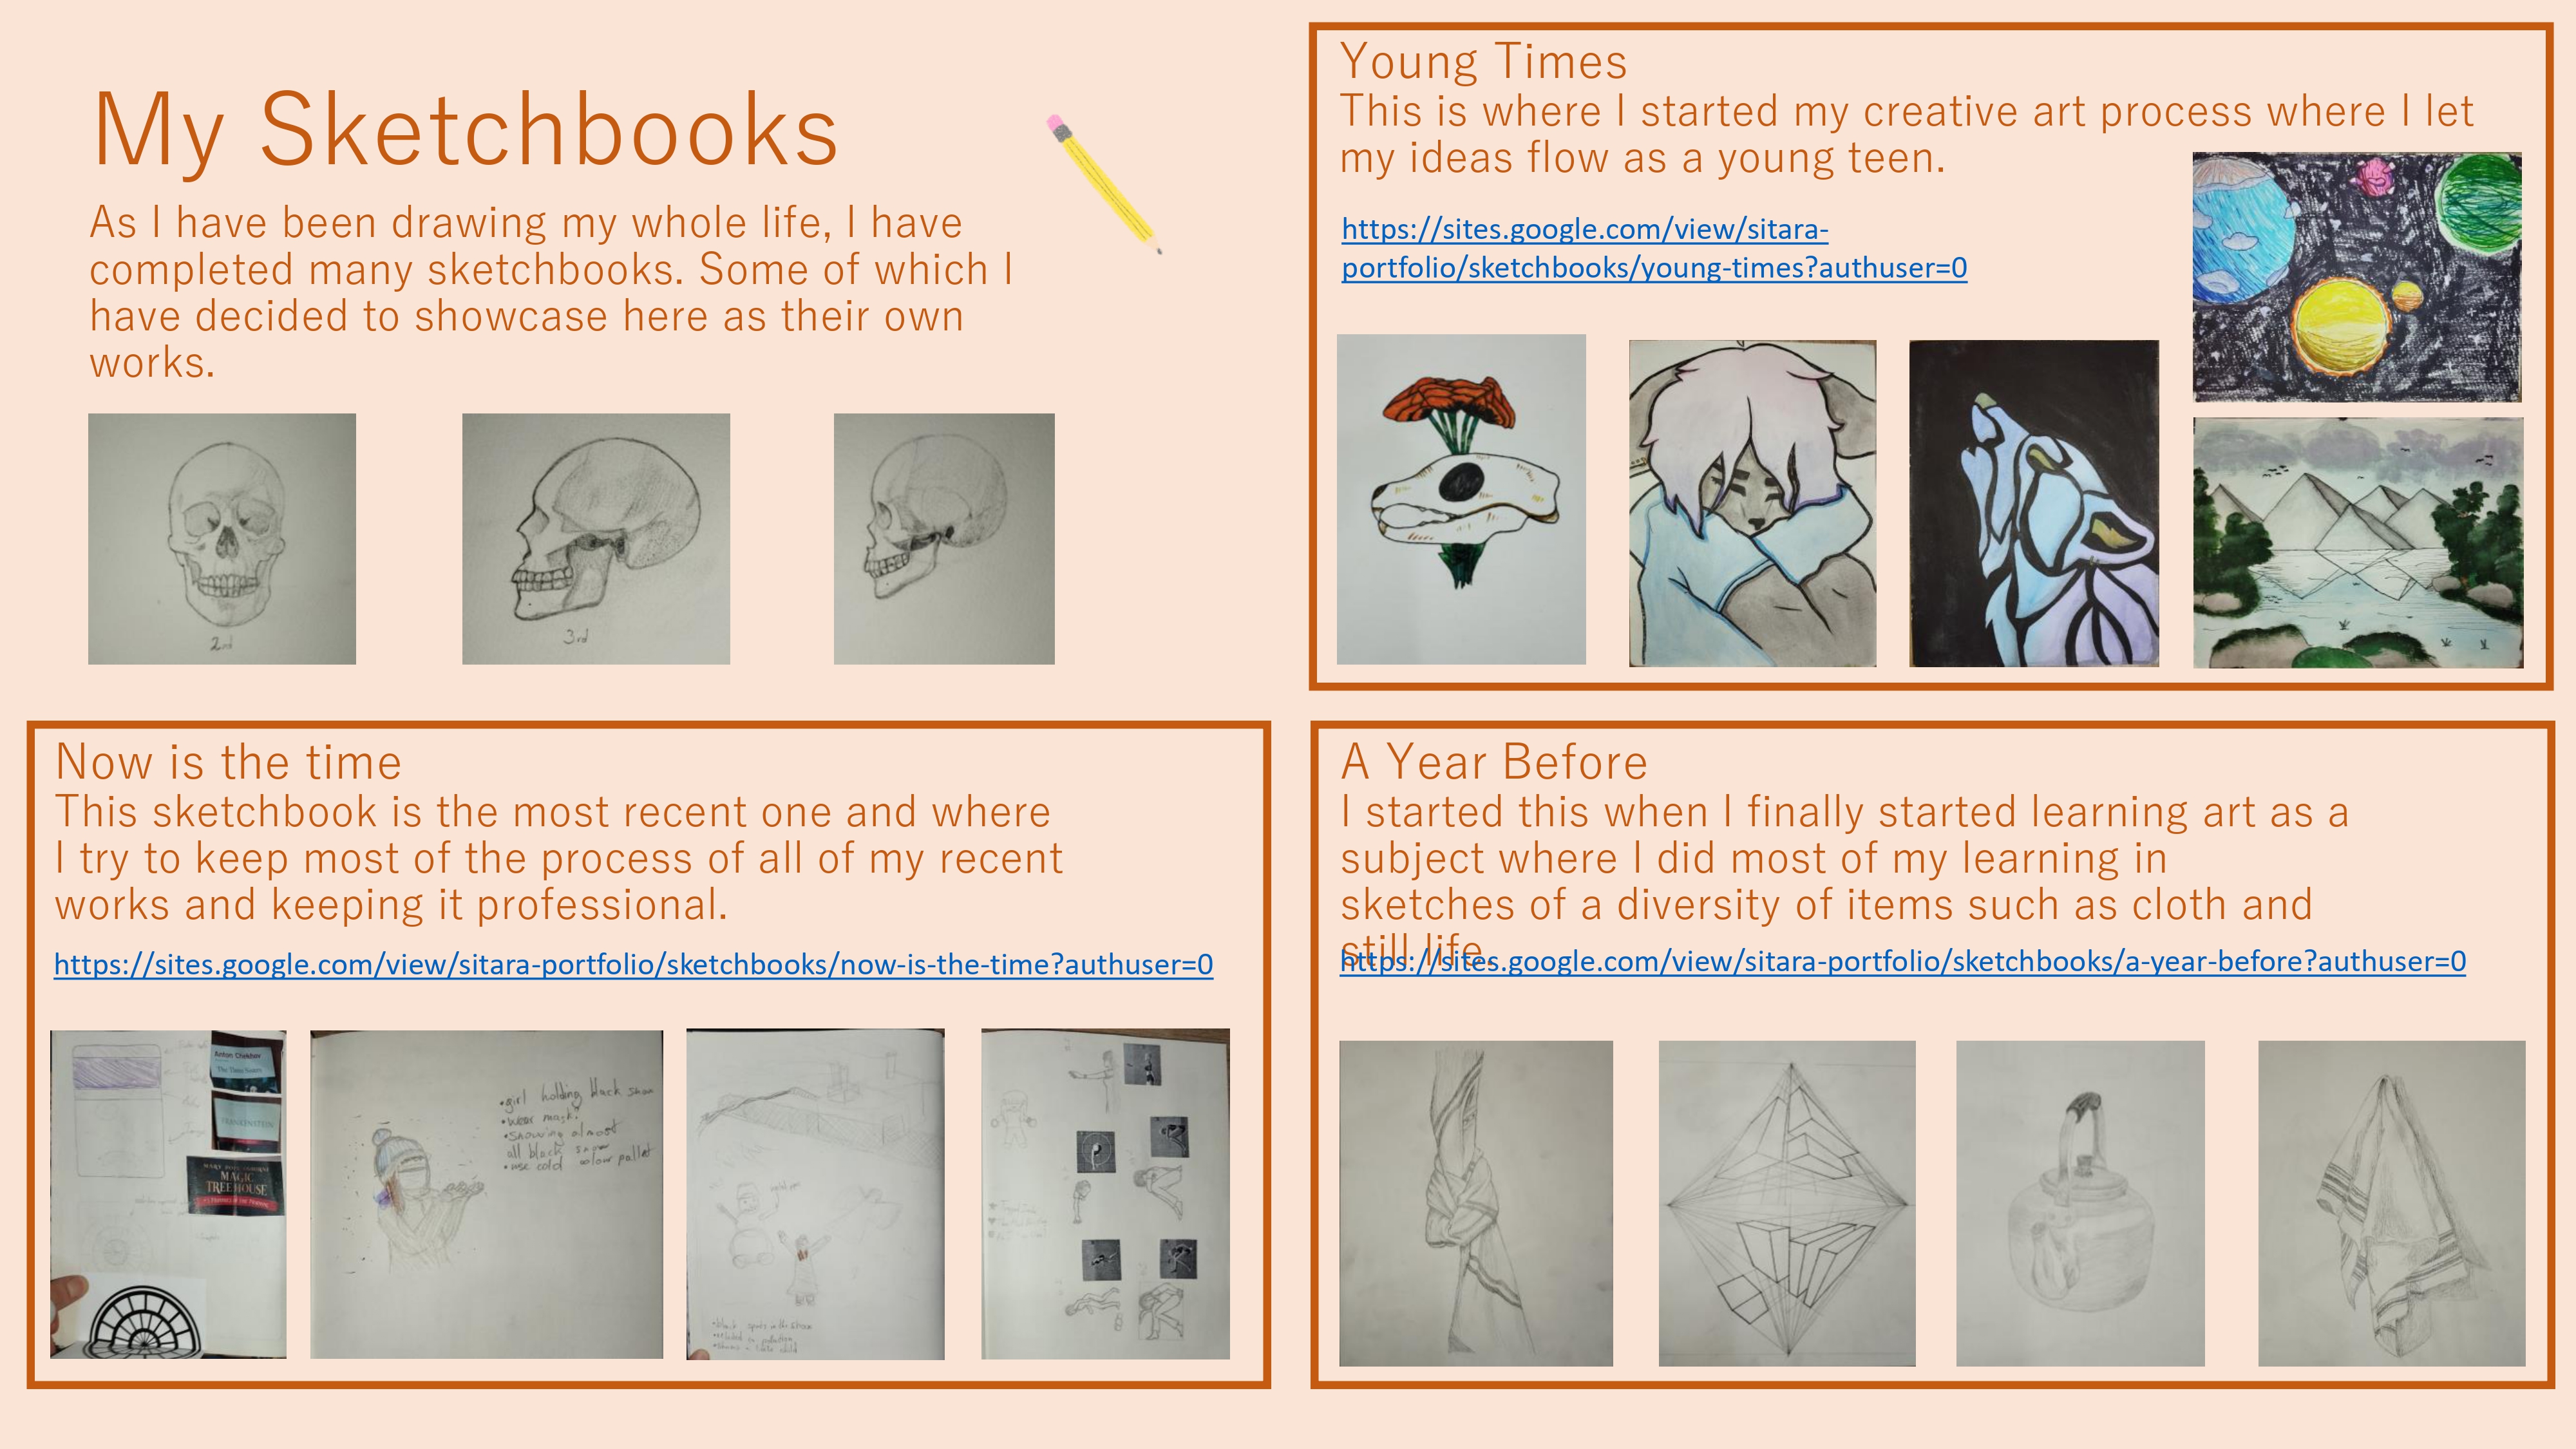 My Sketchbooks
As I have been drawing my whole life, I have
completed many sketchbooks. Some of which I
have decided to showcase here as their own
works.
2nd
3rd
Young Times
This is where I started my creative art process where I let
my ideas flow as a young teen.
https://sites.google.com/view/sitara-
portfolio/sketchbooks/young-times?authuser=0
Now is the time
This sketchbook is the most recent one and where
I try to keep most of the process of all of my recent
works and keeping it professional.
https://sites.google.com/view/sitara-portfolio/sketchbooks/now-is-the-time?authuser=0
Anton Chekhov
FRANKENSTEIN
MAGIC
TREEHOUSE
•girl holding black snow
•wear mask?
•snowing almost
all black snow
•use cold colour pallet
A Year Before
I started this when I finally started learning art as a
subject where I did most of my learning in
sketches of a diversity of items such as cloth and
still life.
https://sites.google.com/view/sitara-portfolio/sketchbooks/a-year-before?authuser=0